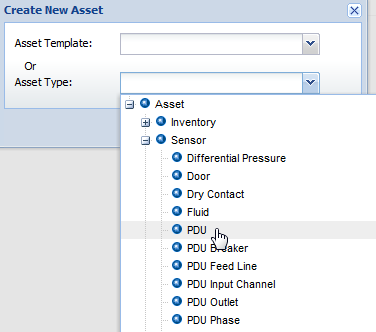 Create New Asset
Asset Template:
Or
Asset Type:
Asset
Inventory
Sensor
Differential Pressure
Door
Dry Contact
Fluid
PDU
PDU Breaker
PDU Feed Line
PDU Input Channel
PDU Outlet
PDU Phase